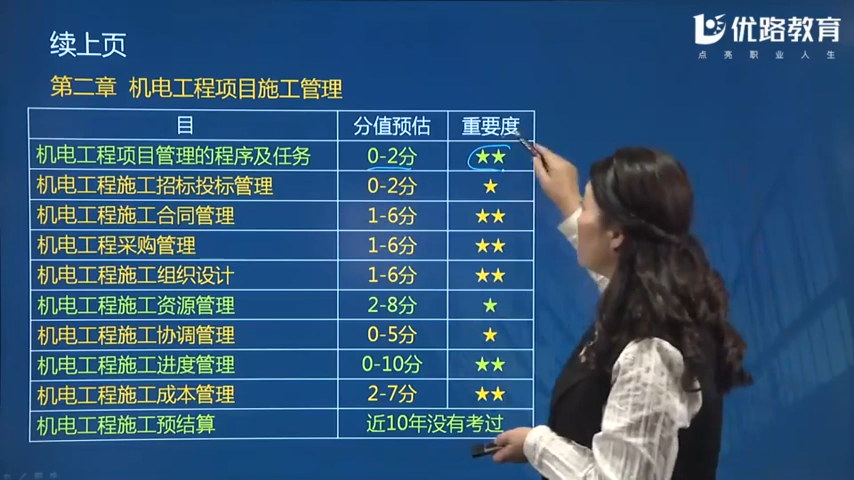 优路教育
点亮职业人生
续上页
第二章 机电工程项目施工管理
目 分值预估 重要度
机电工程项目管理的程序及任务 0-2分 ★★
机电工程施工招标投标管理 0-2分 ★
机电工程施工合同管理 1-6分 ★★
机电工程采购管理 1-6分 ★★
机电工程施工组织设计 1-6分 ★★
机电工程施工资源管理 2-8分 ★
机电工程施工协调管理 0-5分 ★
机电工程施工进度管理 0-10分 ★★
机电工程施工成本管理 2-7分 ★★
机电工程施工预结算 近10年没有考过